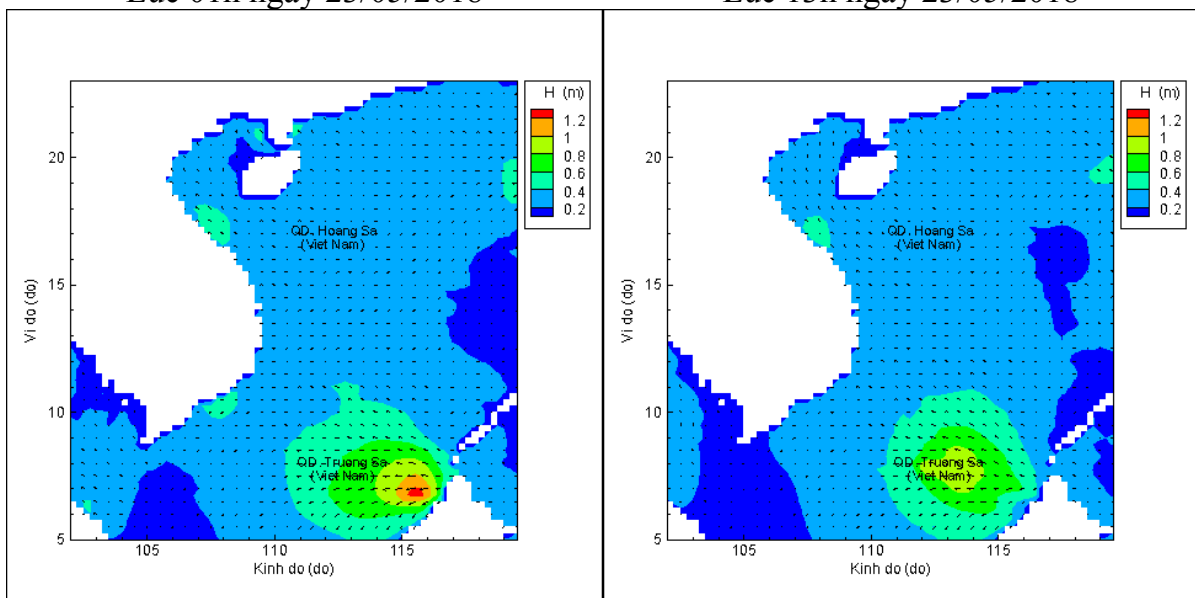 H (m)
1.2
1
0.8
0.6
0.4
0.2
20
15
10
5
Vi do (do)
QD. Hoang Sa
(Viet Nam)
QD. Truong Sa
(Viet Nam)
105
110
115
Kinh do (do)
H (m)
1.2
1
0.8
0.6
0.4
0.2
20
15
10
5
Vi do (do)
QD. Hoang Sa
(Viet Nam)
QD. Truong Sa
(Viet Nam)
105
110
115
Kinh do (do)